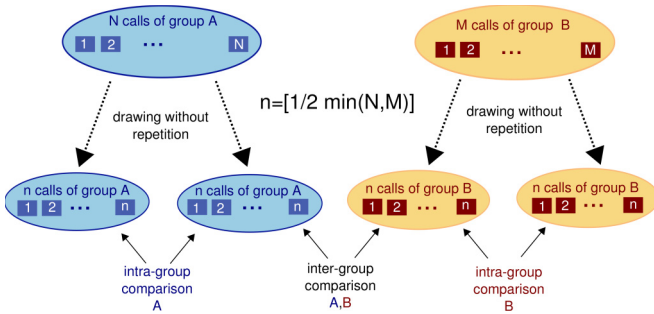 N calls of group A
1 2 ... N
M calls of group B
1 2 ... M
drawing without
repetition
n=[1/2 min(N,M)]
drawing without
repetition
n calls of group A
1 2 ... n
n calls of group A
1 2 ... n
n calls of group B
1 2 ... n
n calls of group B
1 2 ... n
intra-group
comparison
A
inter-group
comparison
A,B
intra-group
comparison
B